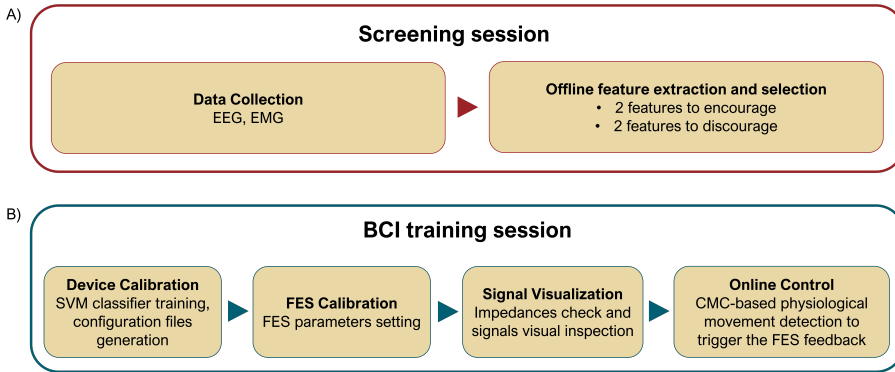 A)
Screening session
Data Collection
EEG, EMG
Offline feature extraction and selection
• 2 features to encourage
• 2 features to discourage
B)
BCI training session
Device Calibration
SVM classifier training,
configuration files
generation
FES Calibration
FES parameters setting
Signal Visualization
Impedances check and
signals visual inspection
Online Control
CMC-based physiological
movement detection to
trigger the FES feedback